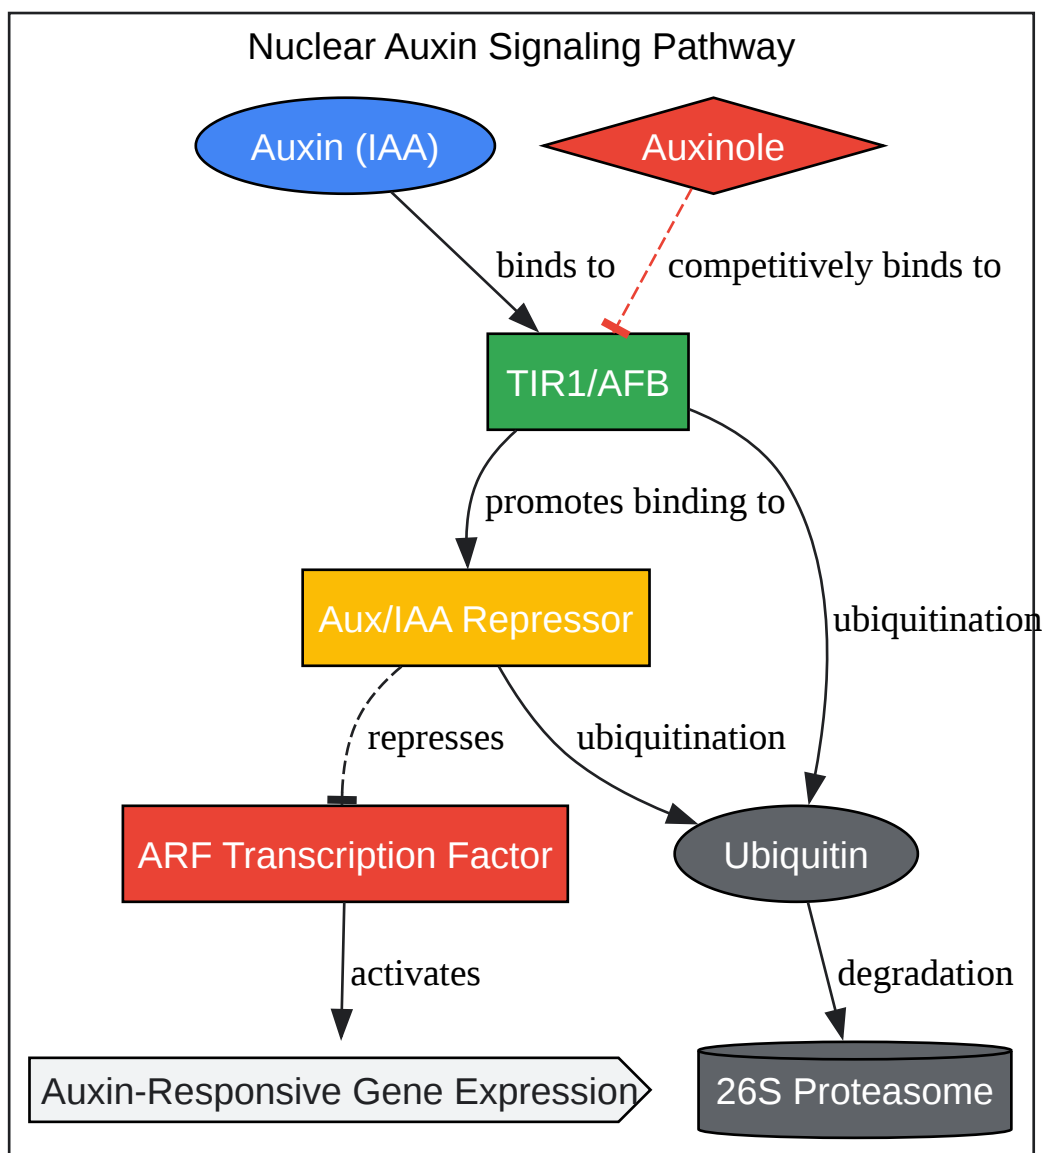 Nuclear Auxin Signaling Pathway
Auxin (IAA)
Auxinole
binds to
competitively binds to
TIR1/AFB
promotes binding to
Aux/IAA Repressor
ubiquitination
represses
ubiquitination
ARF Transcription Factor
Ubiquitin
activates
degradation
Auxin-Responsive Gene Expression
26S Proteasome